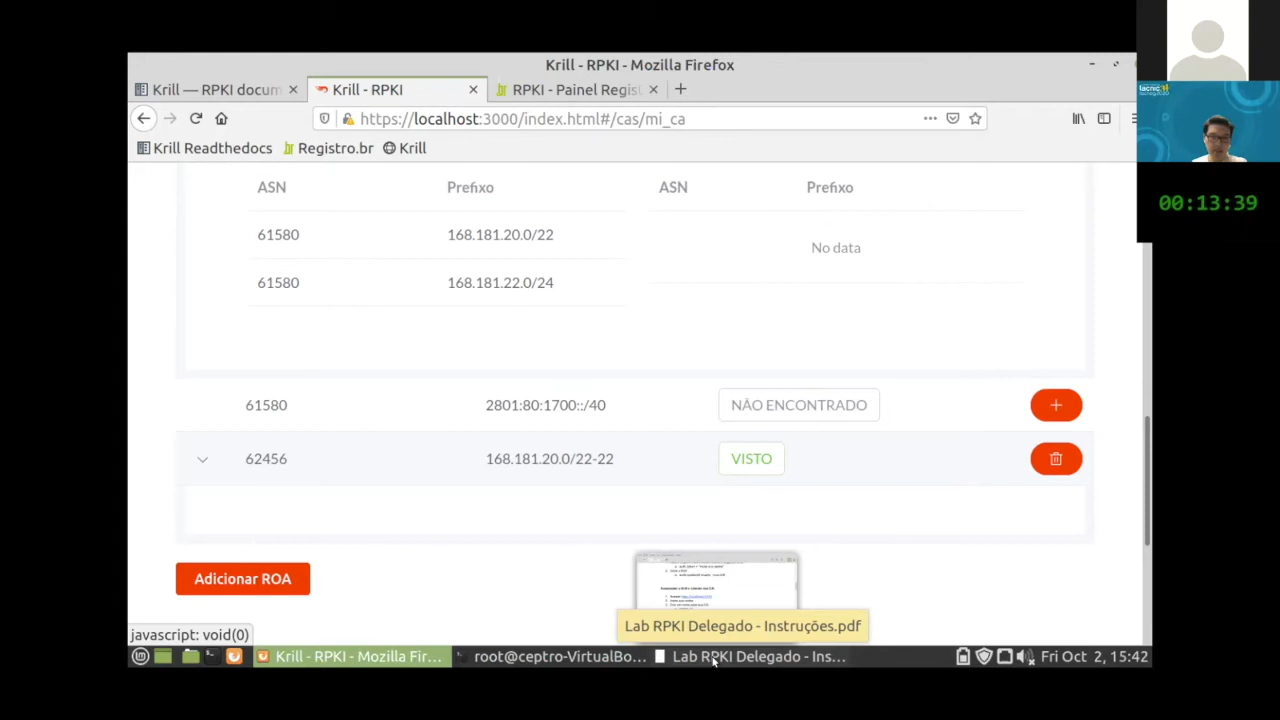 Krill - RPKI - Mozilla Firefox
Krill — RPKI docum
Krill - RPKI
RPKI - Painel Regist
https://localhost:3000/index.html#/cas/mi_ca
Krill Readthedocs
Registro.br
Krill
lacnic
00:13:39
ASN Prefixo ASN Prefixo
61580 168.181.20.0/22
No data
61580 168.181.22.0/24
61580 2801:80:1700::/40 NÃO ENCONTRADO +
62456 168.181.20.0/22-22 VISTO
Adicionar ROA
Lab RPKI Delegado - Instruções.pdf
javascript: void(0)
Krill - RPKI - Mozilla Fir...
root@ceptro-VirtualBo...
Lab RPKI Delegado - Ins...
Fri Oct 2, 15:42